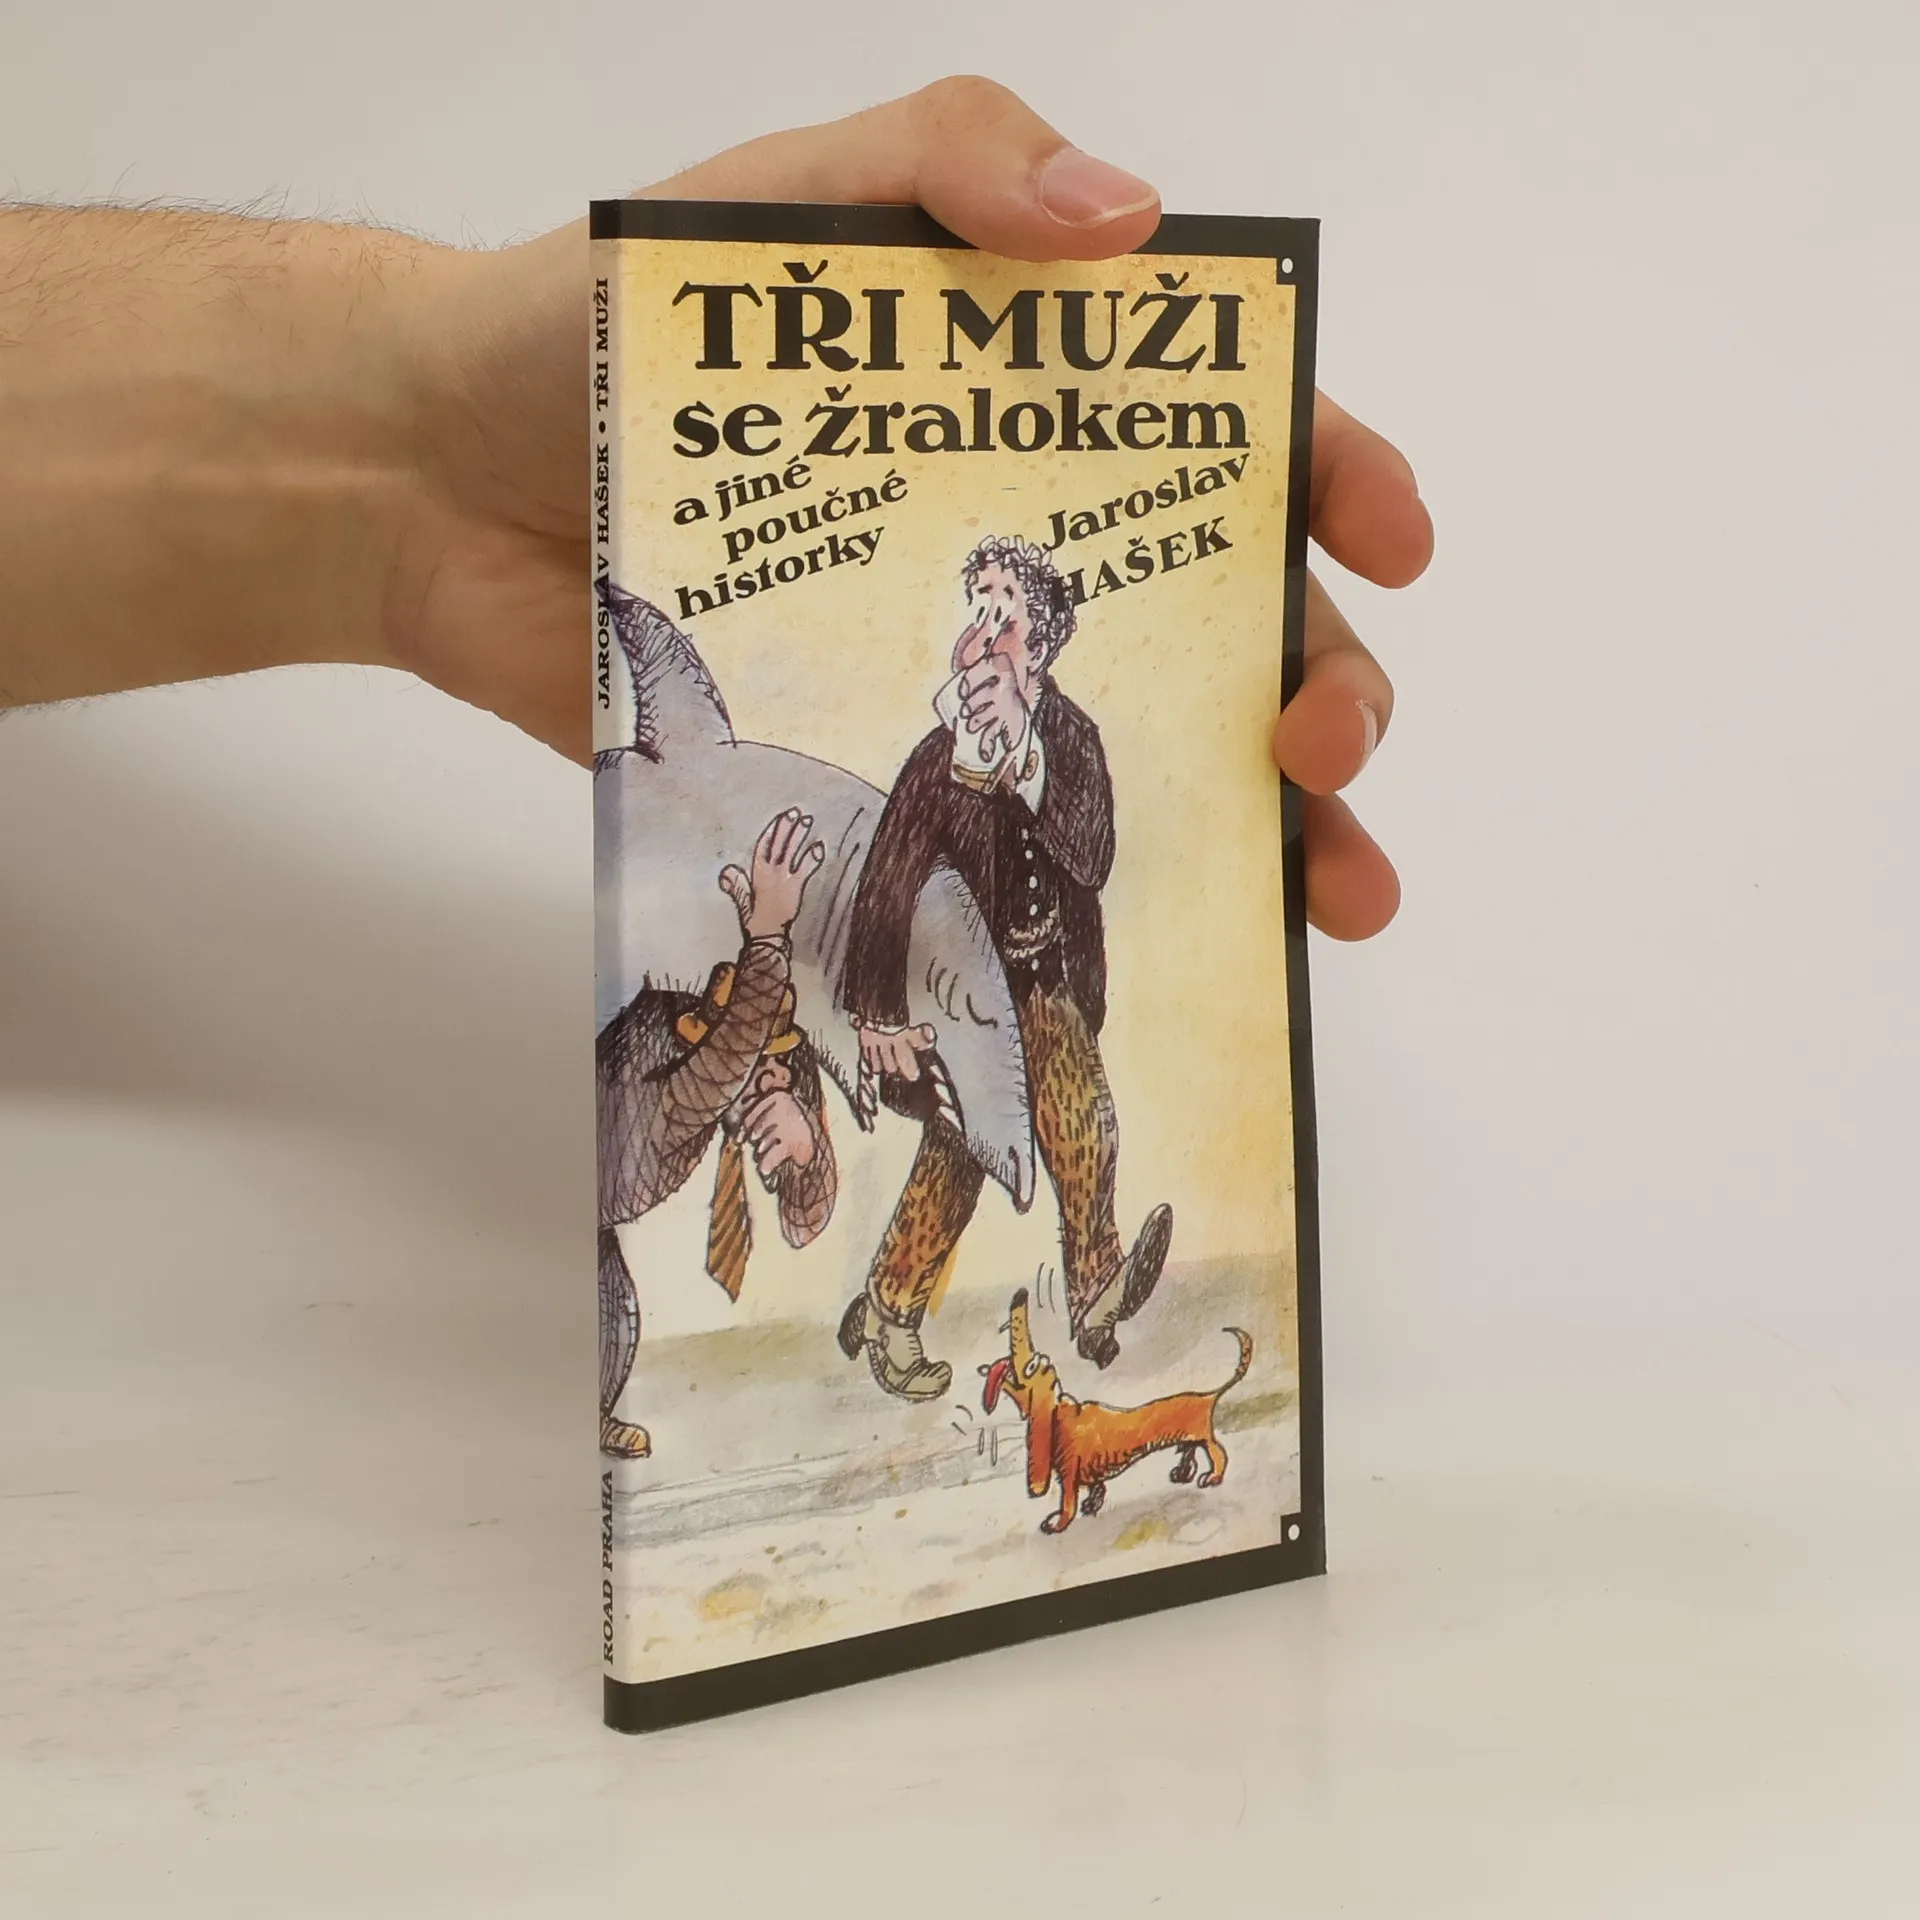 TŘI MUŽI
se žralokem
a jiné
poučné
historky
Jaroslav
HAŠEK
JAROSLAV HAŠEK • TŘI MUŽI
ROAD PRAHA